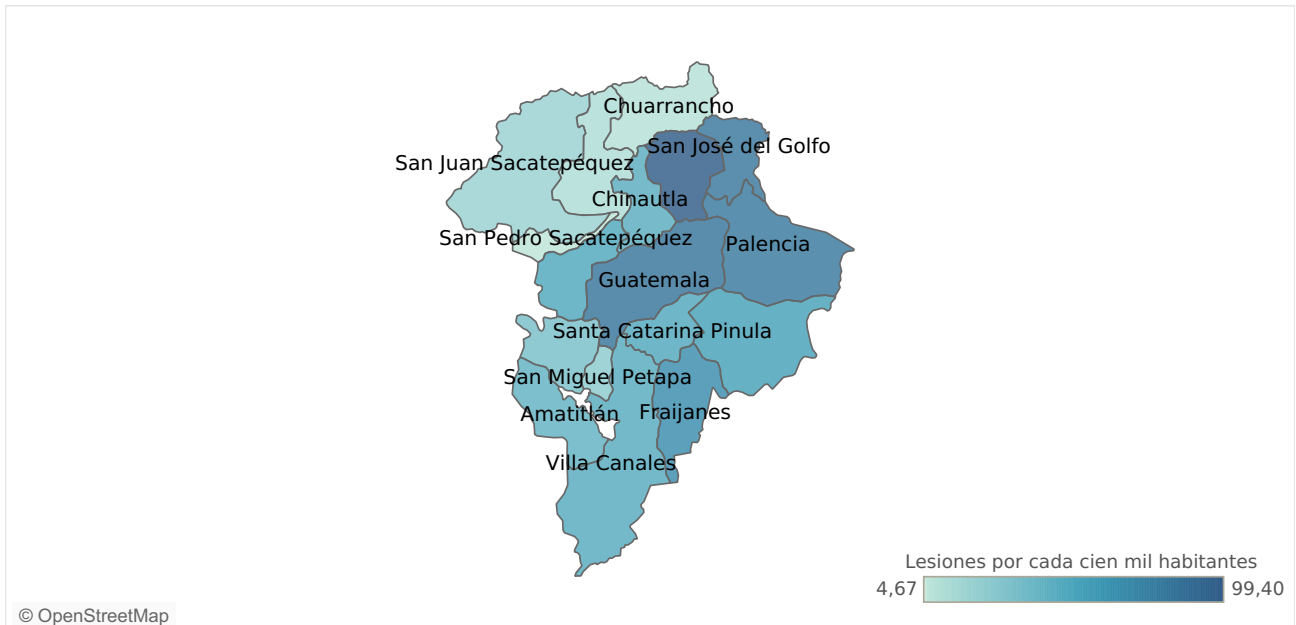 Chuarrancho
San José del Golfo
San Juan Sacatepéquez
Chinautla
San Pedro Sacatepéquez
Palencia
Guatemala
Santa Catarina Pinula
San Miguel Petapa
Amatitlán
Fraijanes
Villa Canales
Lesiones por cada cien mil habitantes
4,67
99,40
© OpenStreetMap